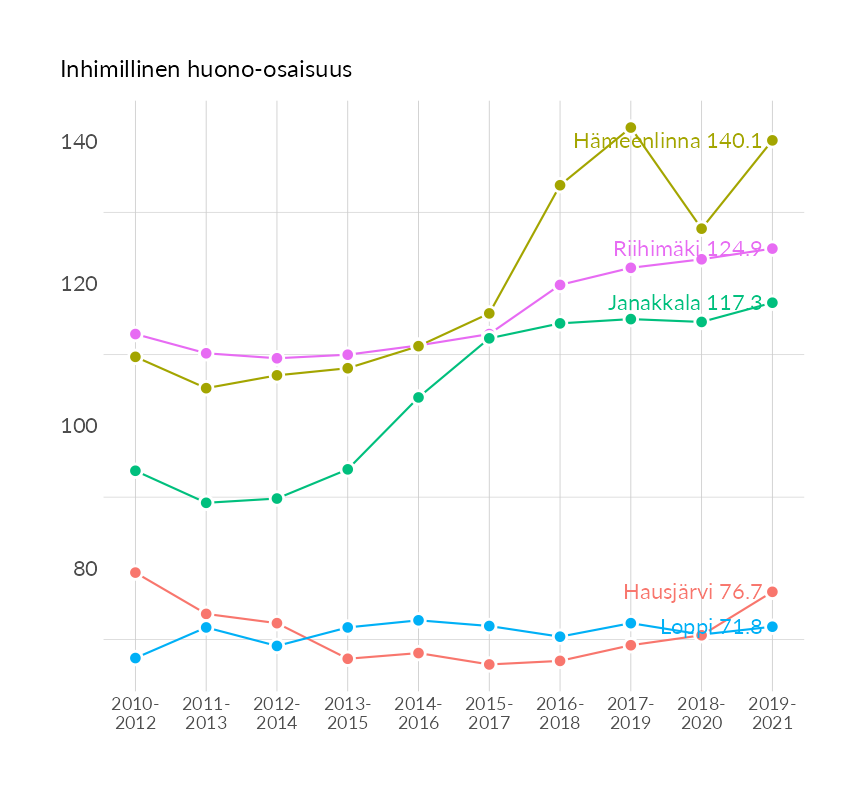 Inhimillinen huono-osaisuus
140
Hämeenlinna 140.1
Riihimäki 124.9
120
Janakkala 117.3
100
80
Hausjärvi 76.7
Loppi 71.8
2010- 2011- 2012- 2013- 2014- 2015- 2016- 2017- 2018- 2019-
2012 2013 2014 2015 2016 2017 2018 2019 2020 2021